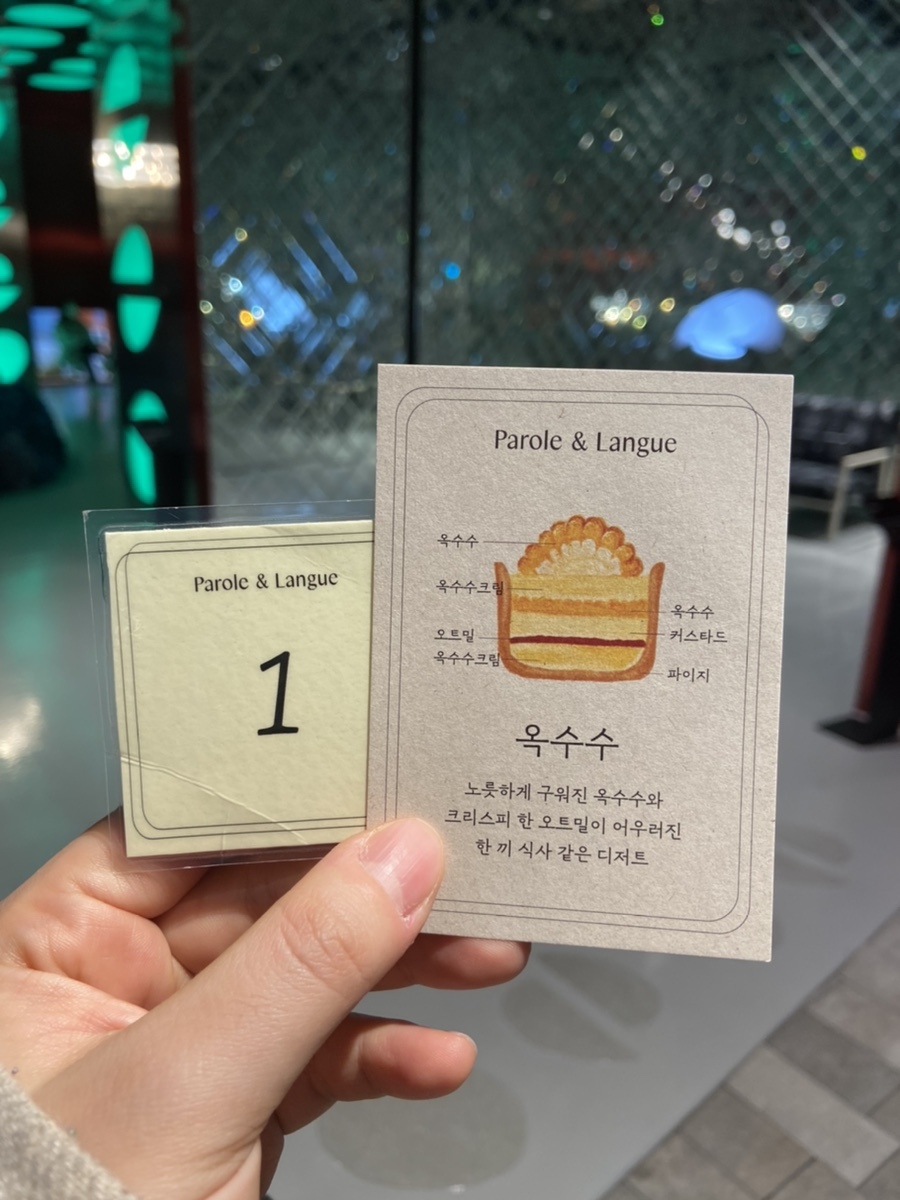 Parole & Langue
1
Parole & Langue
옥수수
옥수수크림
오트밀
옥수수크림
옥수수
커스타드
파이지
옥수수
노릇하게 구워진 옥수수와
크리스피 한 오트밀이 어우러진
한 끼 식사 같은 디저트